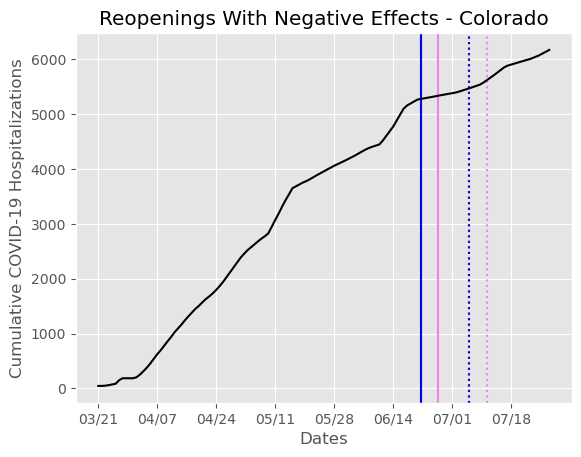 Reopenings With Negative Effects - Colorado
Cumulative COVID-19 Hospitalizations
6000
5000
4000
3000
2000
1000
0
03/21 04/07 04/24 05/11 05/28 06/14 07/01 07/18
Dates